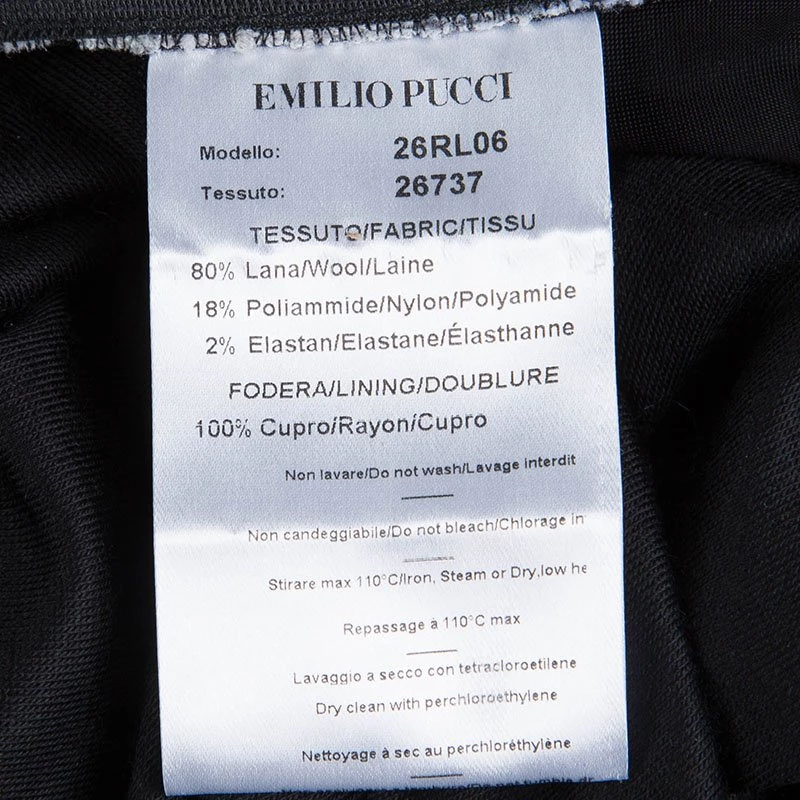 EMILIO PUCCI
Modello: 26RL06
Tessuto: 26737
TESSUTO/FABRIC/TISSU
80% Lana/Wool/Laine
18% Poliammide/Nylon/Polyamide
2% Elastan/Elastane/Élasthanne
FODERA/LINING/DOUBLURE
100% Cupro/Rayon/Cupro
Non lavare/Do not wash/Lavage interdit
Non candeggiabile/Do not bleach/Chlorage in
Stirare max 110°C/Iron, Steam or Dry,low he
Repassage à 110°C max
Lavaggio a secco con tetracloroetilene
Dry clean with perchloroethylene
Nettoyage à sec au perchloréthylène